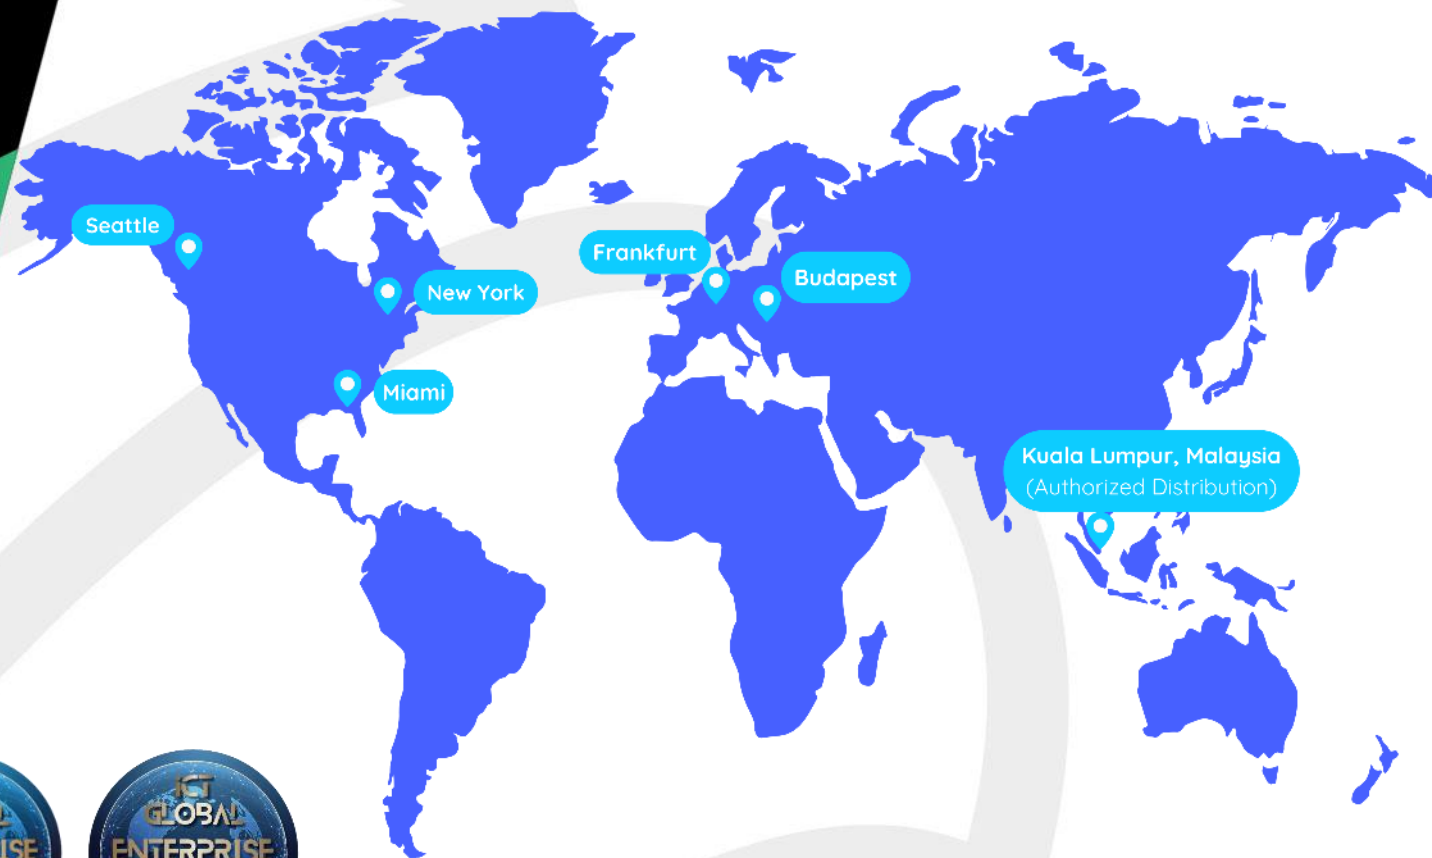 Seattle
Frankfurt
Budapest
New York
Miami
Kuala Lumpur, Malaysia
(Authorized Distribution)
ICT
GLOBAL
ENTERPRISE